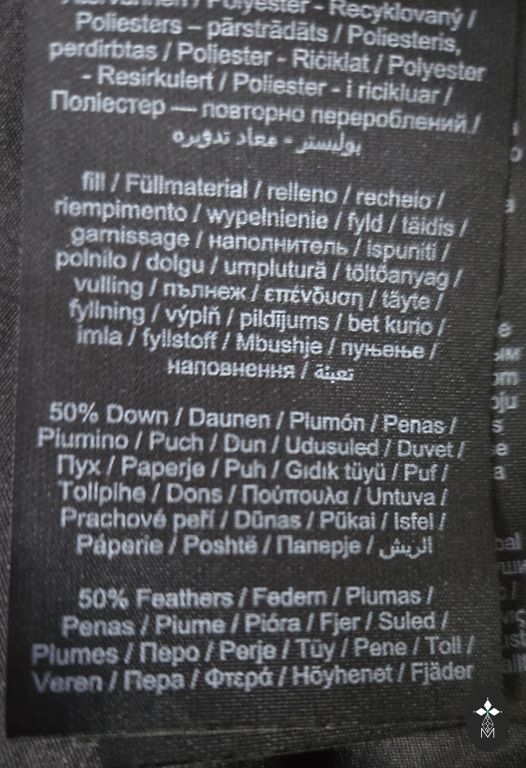 / Polyester - Recyklovaný /
Poliesters – pārstrādāts / Poliesteris,
perdirbtas / Poliester - Ričiklat / Polyester
- Resirkulert / Poliester - i ricikluar /
Поліестер — повторно перероблений /
بوليستر - معاد تدويره
fill / Füllmaterial / relleno / recheio /
riempimento / wypełnienie / fyld / täidis /
garnissage / наполнитель / ispuniti /
polnilo / dolgu / umplutură / töltőanyag /
vulling / пълнеж / επένδυση / täyte /
fyllning / výplň / pildījums / bet kurio /
imla / fyllstoff / Mbushje / пуњење /
наповнення / تعبئة
50% Down / Daunen / Plumón / Penas /
Piumino / Puch / Dun / Udusuled / Duvet /
Пух / Paperje / Puh / Gıdık tüyü / Puf /
Tollpihe / Dons / Πούπουλα / Untuva /
Prachové peří / Dūnas / Pūkai / Isfel /
Páperie / Poshtë / Паперје / الريش
50% Feathers / Federn / Plumas /
Penas / Piume / Pióra / Fjer / Suled /
Plumes / Перо / Perje / Tüy / Pene / Toll /
Veren / Пера / Φτερά / Höyhenet / Fjäder
M